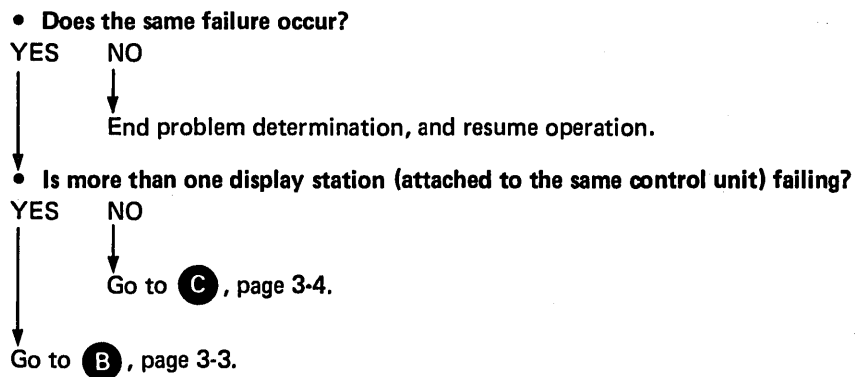 • Does the same failure occur?
YES NO
End problem determination, and resume operation.
• Is more than one display station (attached to the same control unit) failing?
YES NO
Go to C, page 3-4.
Go to B, page 3-3.